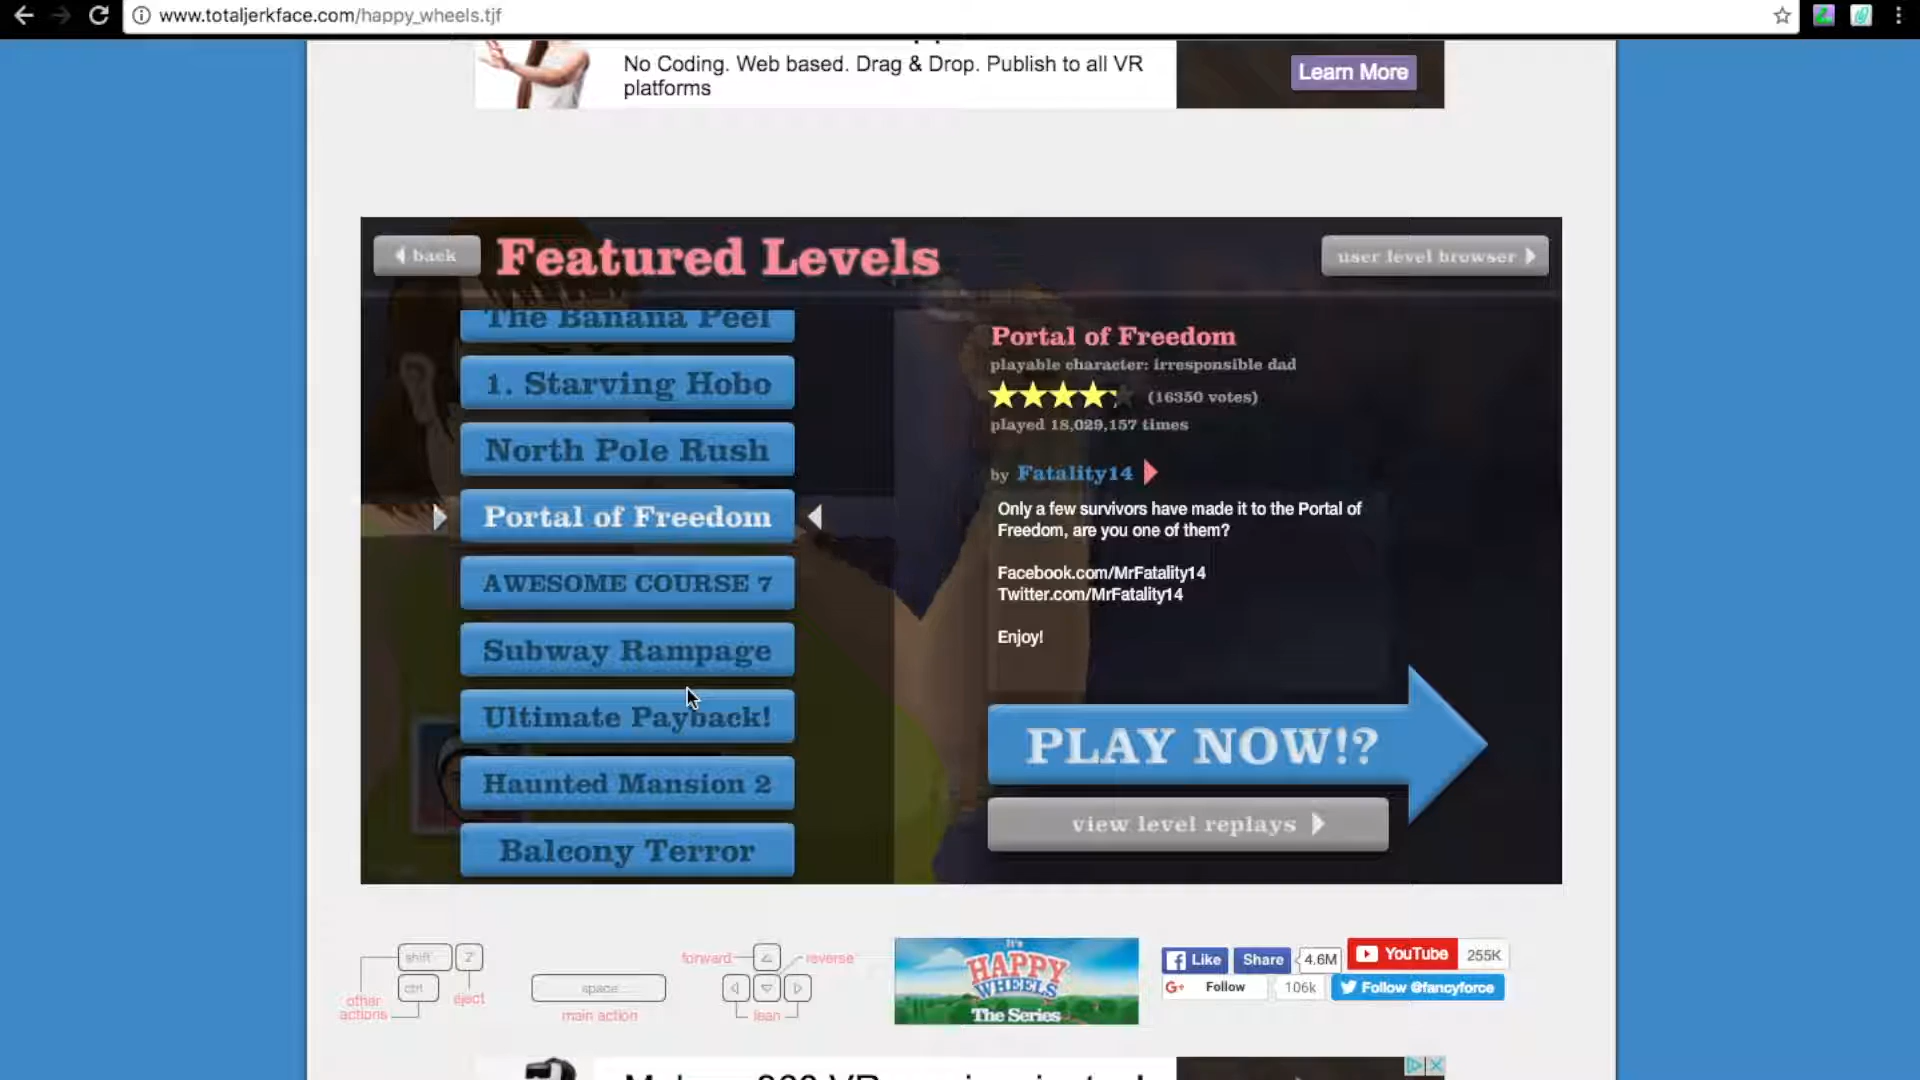 www.totaljerkface.com/happy_wheels.tjf
No Coding. Web based. Drag & Drop. Publish to all VR
platforms
Learn More
back
Featured Levels
user level browser
The Banana Peel
1. Starving Hobo
North Pole Rush
Portal of Freedom
AWESOME COURSE 7
Subway Rampage
Ultimate Payback!
Haunted Mansion 2
Balcony Terror
Portal of Freedom
playable character: irresponsible dad
(16350 votes)
played 18,029,157 times
by Fatality14
Only a few survivors have made it to the Portal of
Freedom, are you one of them?
Facebook.com/MrFatality14
Twitter.com/MrFatality14
Enjoy!
PLAY NOW!?
view level replays
shift
Z
ctrl
other
actions
eject
space
main action
forward
reverse
lean
It's
HAPPY
WHEELS
The Series
Like
Share
4.6M
YouTube
255K
G+ Follow
106k
Follow @fancyforce